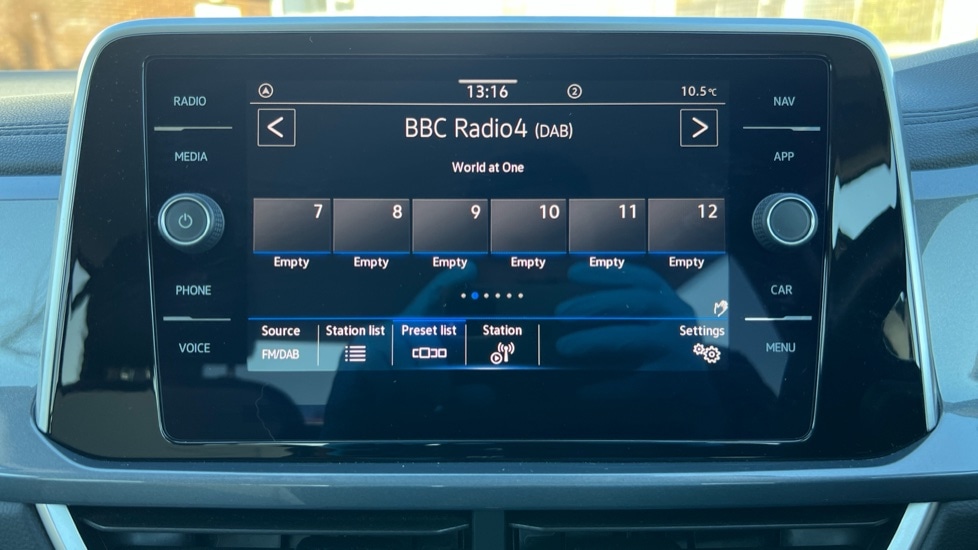 RADIO
MEDIA
PHONE
VOICE
13:16
2
10.5°C
BBC Radio4 (DAB)
World at One
7 8 9 10 11 12
Empty Empty Empty Empty Empty Empty
Source Station list Preset list Station Settings
FM/DAB
NAV
APP
CAR
MENU